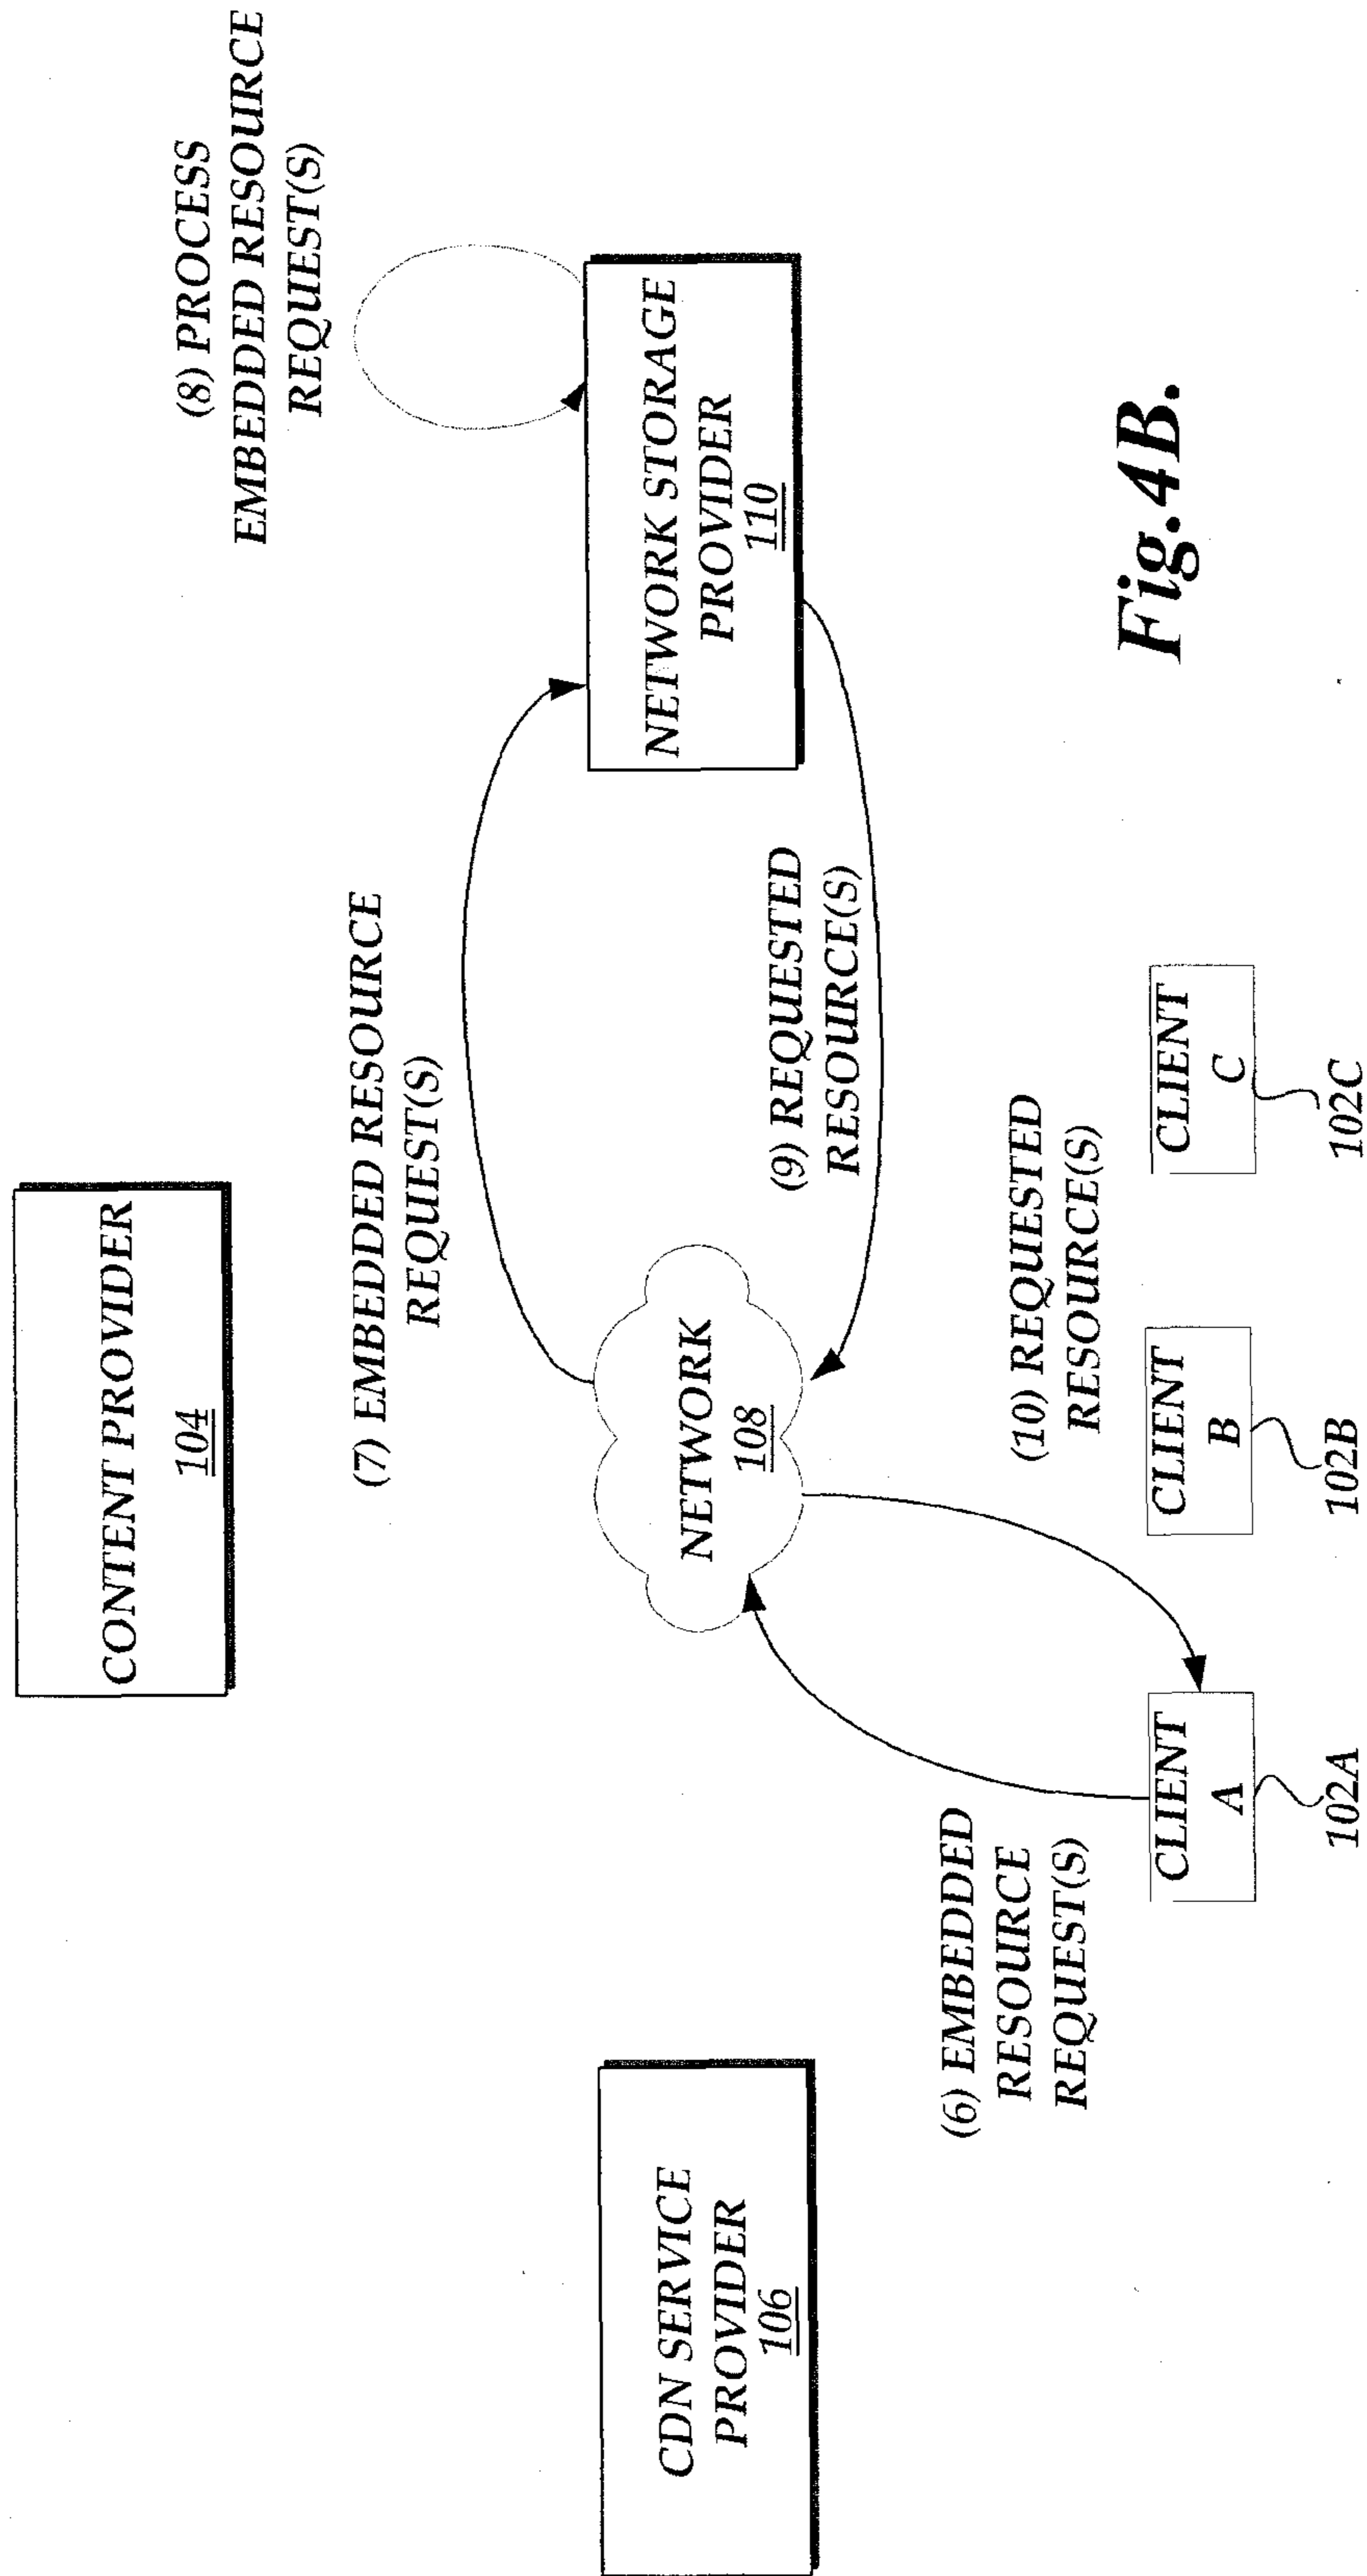 CONTENT PROVIDER
104
(8) PROCESS
EMBEDDED RESOURCE
REQUEST(S)
(7) EMBEDDED RESOURCE
REQUEST(S)
CDN SERVICE
PROVIDER
106
NETWORK
108
NETWORK STORAGE
PROVIDER
110
(9) REQUESTED
RESOURCE(S)
(6) EMBEDDED
RESOURCE
REQUEST(S)
(10) REQUESTED
RESOURCE(S)
CLIENT
A
102A
CLIENT
B
102B
CLIENT
C
102C
Fig.4B.